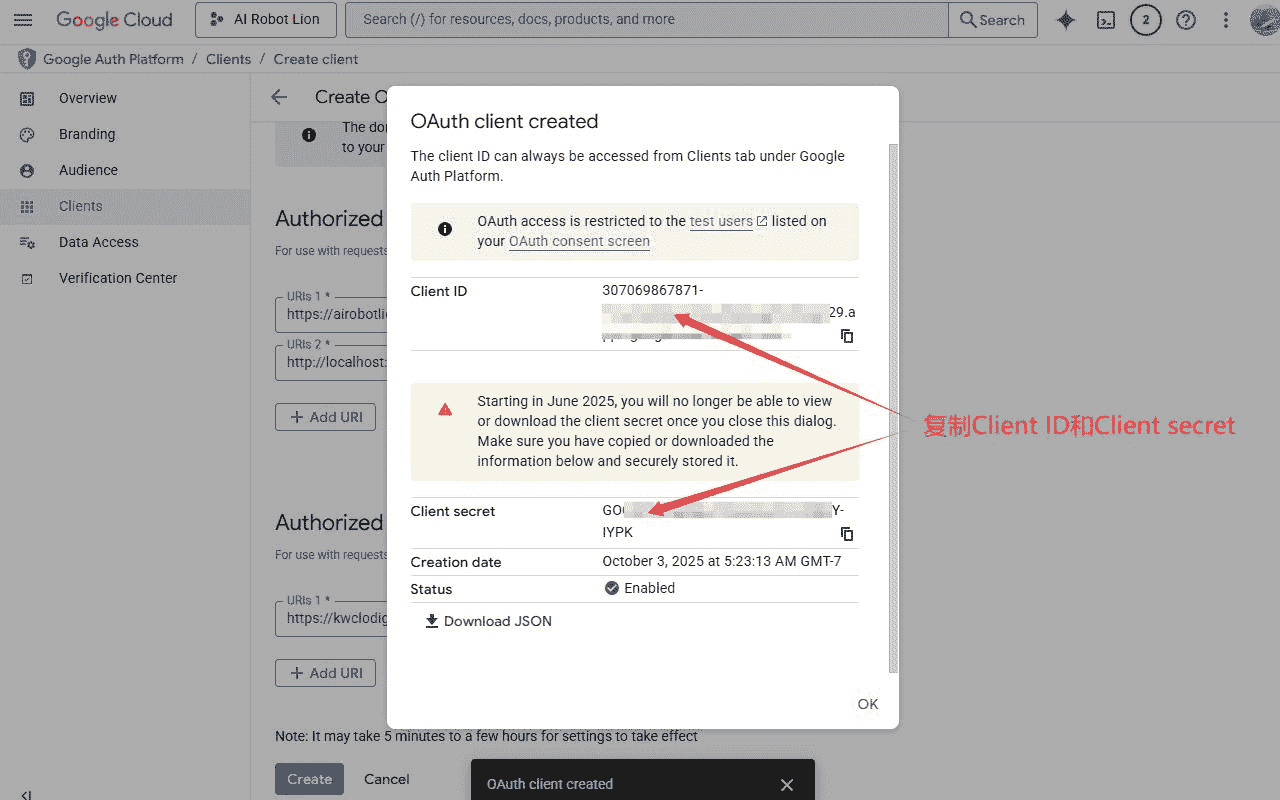 Google Cloud
AI Robot Lion
Search (/) for resources, docs, products, and more
Search
2
Google Auth Platform / Clients / Create client
Overview
Branding
Audience
Clients
Data Access
Verification Center
Create O
The do
to your
Authorized
For use with requests
URIs 1 *
https://airobotli
URIs 2 *
http://localhost:
Add URI
Authorized
For use with requests
URIs 1 *
https://kwclodig
Add URI
Note: It may take 5 minutes to a few hours for settings to take effect
Create
Cancel
OAuth client created
The client ID can always be accessed from Clients tab under Google
Auth Platform.
OAuth access is restricted to the test users listed on
your OAuth consent screen
Client ID
307069867871-
29.a
Starting in June 2025, you will no longer be able to view
or download the client secret once you close this dialog.
Make sure you have copied or downloaded the
information below and securely stored it.
Client secret
GO
Y-
IYPK
Creation date
October 3, 2025 at 5:23:13 AM GMT-7
Status
Enabled
Download JSON
OK
复制Client ID和Client secret
OAuth client created